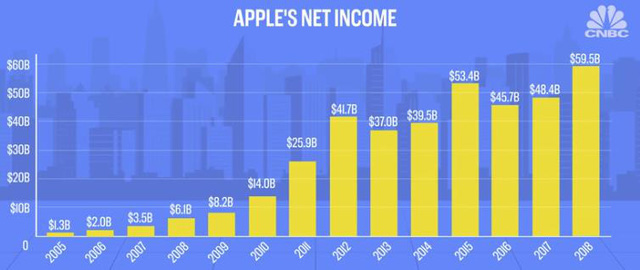 APPLE'S NET INCOME
CNBC
$60B
$50B
$40B
$30B
$20B
$10B
0
$1.3B
$2.0B
$3.5B
$6.1B
$8.2B
$14.0B
$25.9B
$41.7B
$37.0B
$39.5B
$53.4B
$45.7B
$48.4B
$59.5B
2005
2006
2007
2008
2009
2010
2011
2012
2013
2014
2015
2016
2017
2018